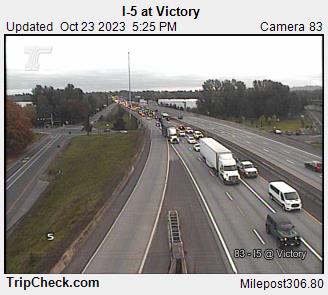 I-5 at Victory
Updated Oct 23 2023 5:25 PM Camera 83
5
83 - I5 @ Victory
TripCheck.com Milepost306.80